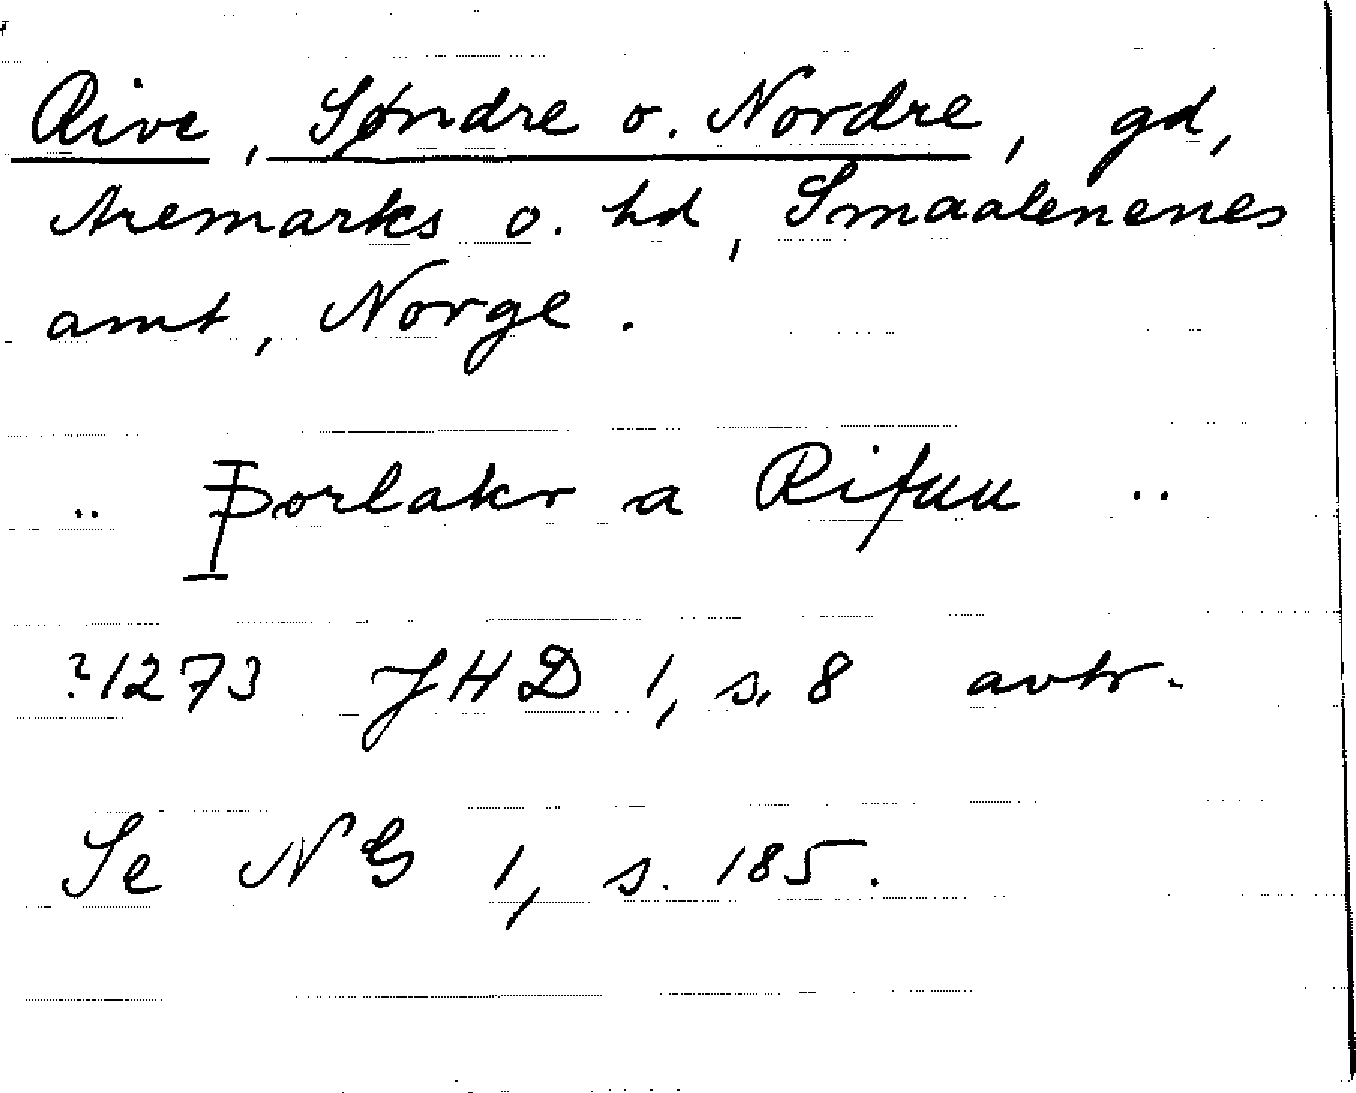 Rive, Søndre o. Nordre, gd,
Aremarks o. hd, Smaalenenes
amt, Norge.
.. Þorlakr a Rifuu ..
?1273 JHD 1, s. 8 avtr.
Se NG 1, s. 185.